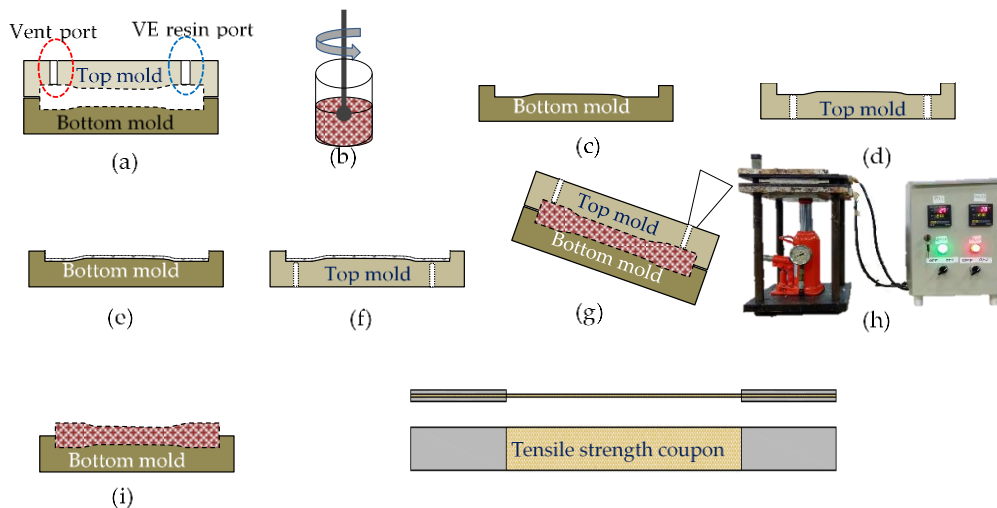 Vent port
VE resin port
Top mold
Bottom mold
(a)
(b)
Bottom mold
(c)
Top mold
(d)
Bottom mold
(e)
Top mold
(f)
Top mold
Bottom mold
(g)
(h)
Bottom mold
(i)
Tensile strength coupon